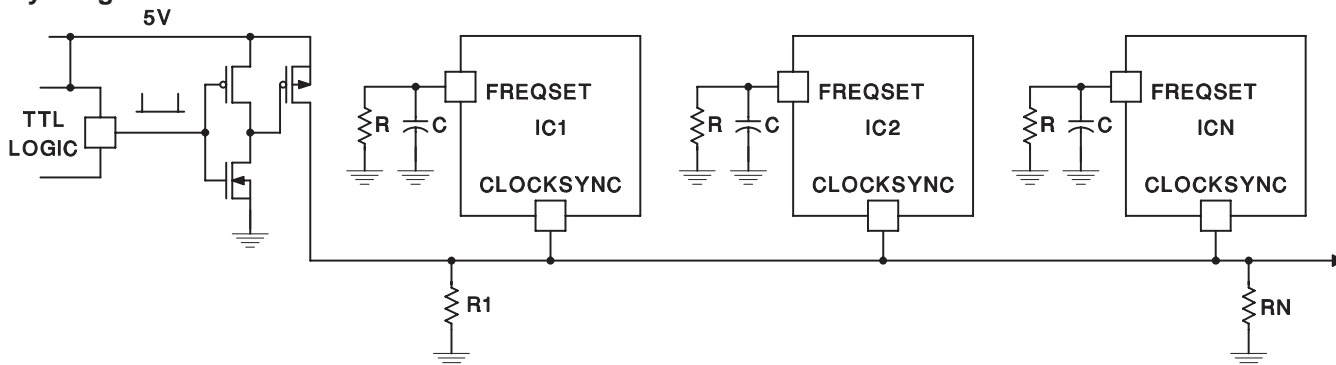 5V
TTL
LOGIC
R
C
FREQSET
IC1
CLOCKSYNC
R
C
FREQSET
IC2
CLOCKSYNC
R
C
FREQSET
ICN
CLOCKSYNC
R1
RN